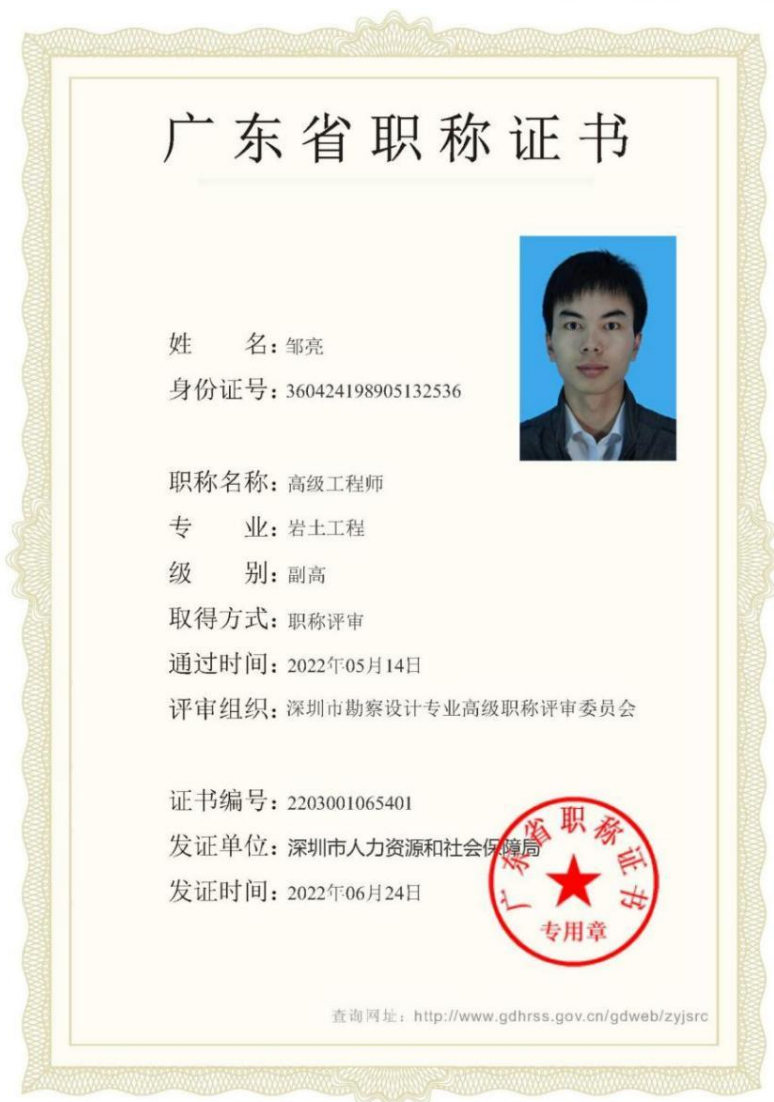 广东省职称证书
姓 名：邹亮
身份证号：360424198905132536
职称名称：高级工程师
专 业：岩土工程
级 别：副高
取得方式：职称评审
通过时间：2022年05月14日
评审组织：深圳市勘察设计专业高级职称评审委员会
证书编号：2203001065401
发证单位：深圳市人力资源和社会保障局
发证时间：2022年06月24日
广东省职称证书
专用章
查询网址：http://www.gdhrss.gov.cn/gdweb/zyjsrc